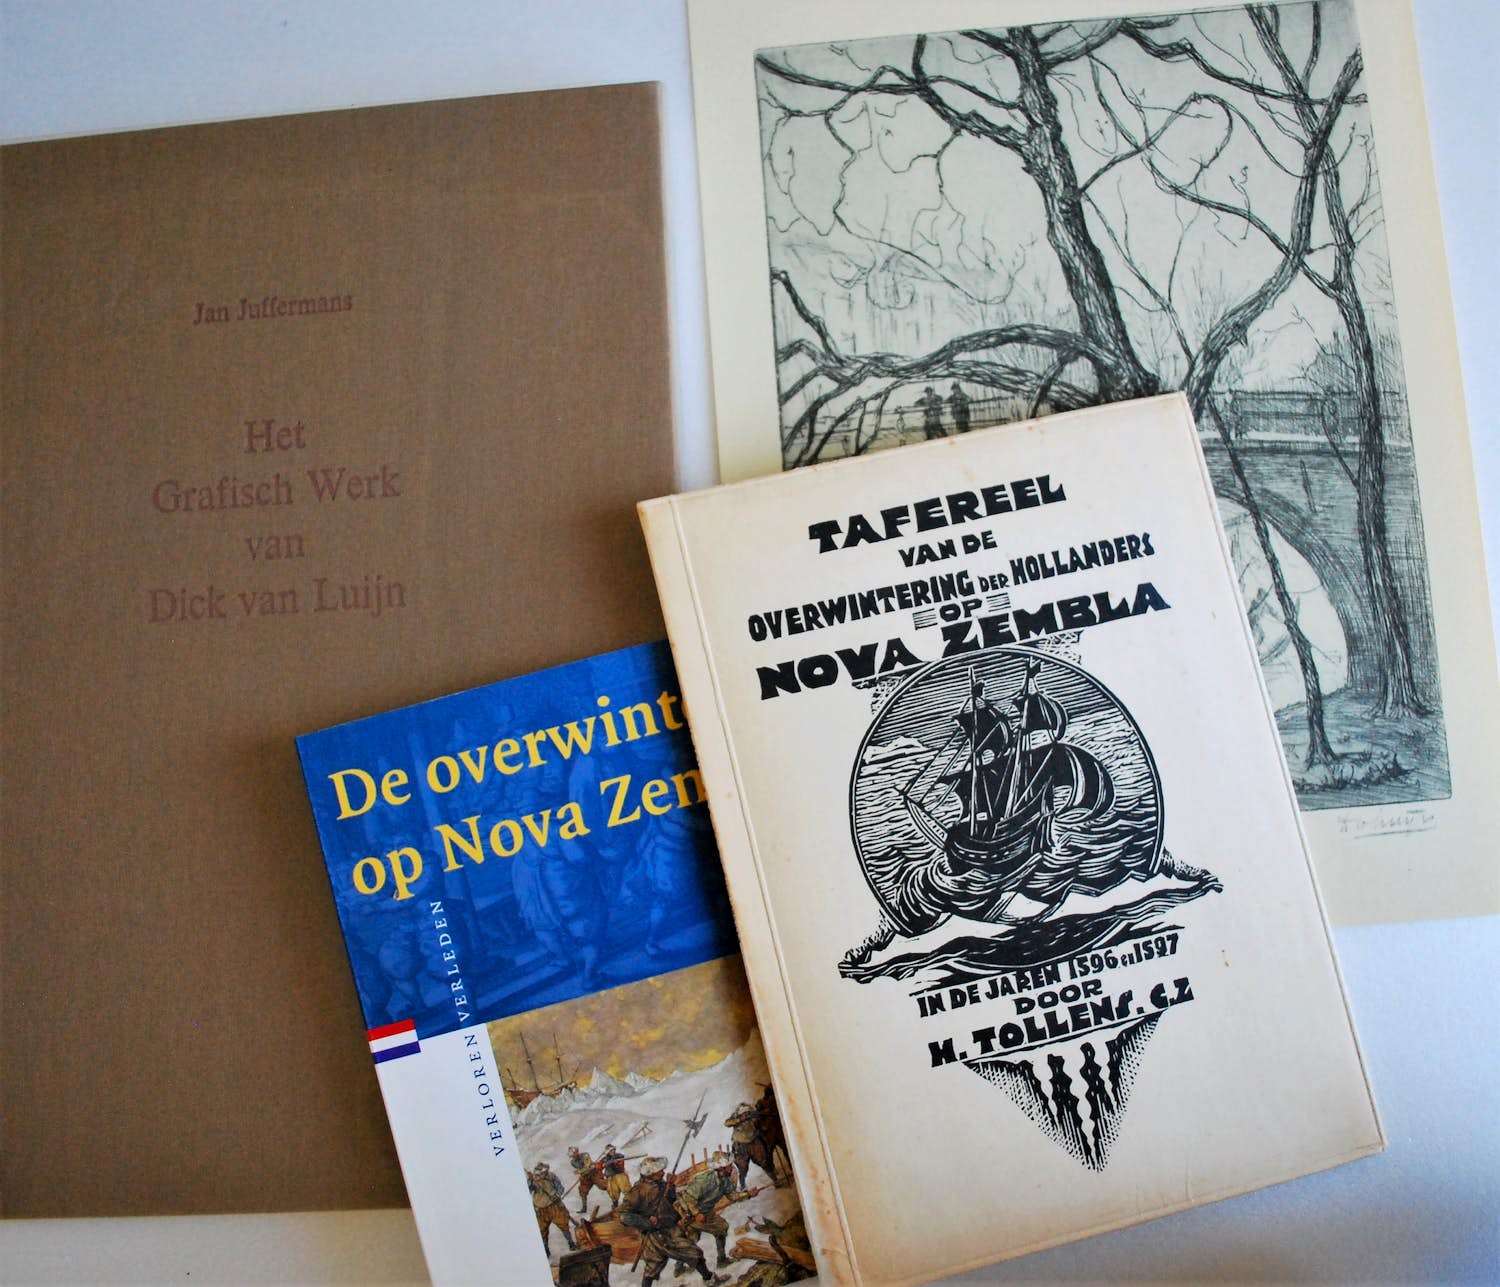 Jan Juffermans
Het
Grafisch Werk
van
Dick van Luijn
De overwint
op Nova Zem
VERLOREN VERLEDEN
TAFEREEL
VAN DE
OVERWINTERING DER HOLLANDERS
OP
NOVA ZEMBLA
IN DE JAREN 1596 en 1597
DOOR
H. TOLLENS. C.Z